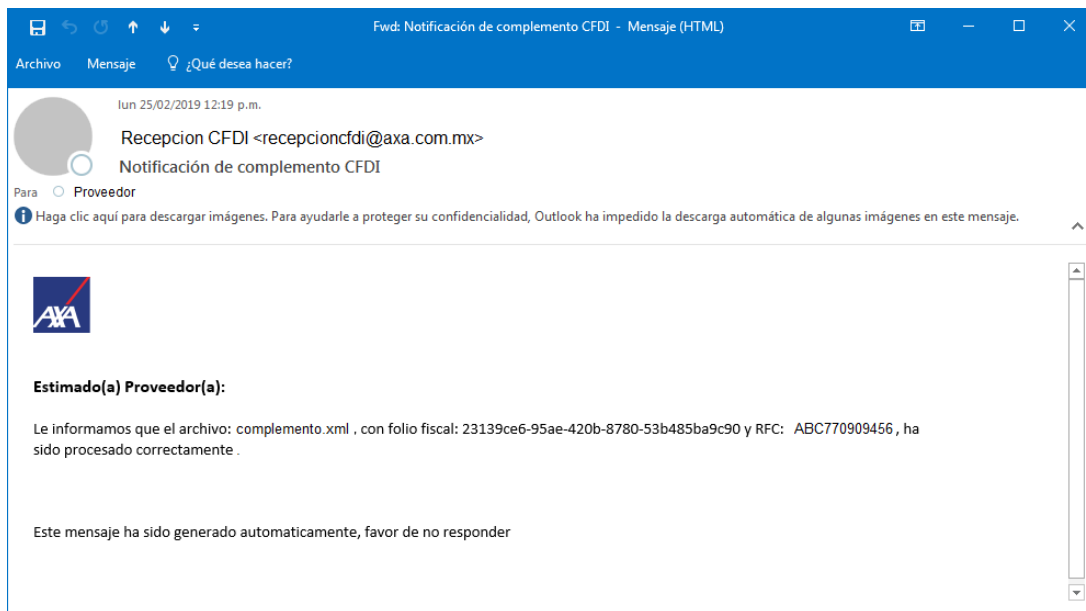 Fwd: Notificación de complemento CFDI - Mensaje (HTML)
Archivo Mensaje ¿Qué desea hacer?
lun 25/02/2019 12:19 p.m.
Recepcion CFDI <recepcioncfdi@axa.com.mx>
Notificación de complemento CFDI
Para Proveedor
Haga clic aquí para descargar imágenes. Para ayudarle a proteger su confidencialidad, Outlook ha impedido la descarga automática de algunas imágenes en este mensaje.
AXA
Estimado(a) Proveedor(a):
Le informamos que el archivo: complemento.xml , con folio fiscal: 23139ce6-95ae-420b-8780-53b485ba9c90 y RFC: ABC770909456 , ha
sido procesado correctamente .
Este mensaje ha sido generado automaticamente, favor de no responder